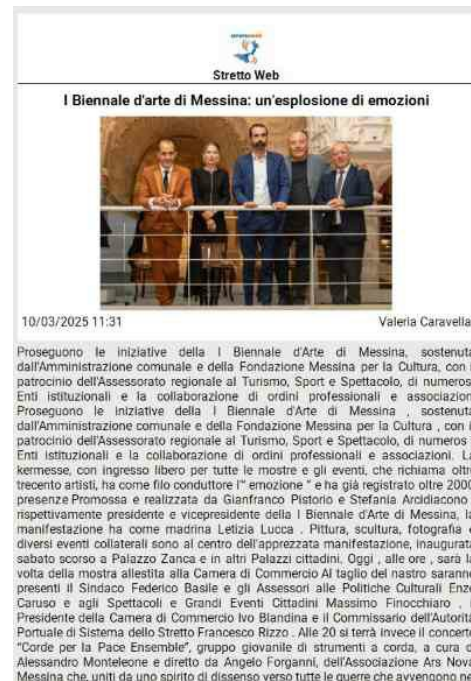 Stretto Web
I Biennale d'arte di Messina: un'esplosione di emozioni
10/03/2025 11:31
Valeria Caravella
Proseguono le iniziative della I Biennale d'Arte di Messina, sostenuta
dall'Amministrazione comunale e della Fondazione Messina per la Cultura, con i
patrocinio dell'Assessorato regionale al Turismo, Sport e Spettacolo, di numeros
Enti istituzionali e la collaborazione di ordini professionali e associazion
Proseguono le iniziative della I Biennale d'Arte di Messina , sostenuta
dall'Amministrazione comunale e della Fondazione Messina per la Cultura , con i
patrocinio dell'Assessorato regionale al Turismo, Sport e Spettacolo, di numeros
Enti istituzionali e la collaborazione di ordini professionali e associazioni. La
kermesse, con ingresso libero per tutte le mostre e gli eventi, che richiama oltre
trecento artisti, ha come filo conduttore l'" emozione " e ha già registrato oltre 2000
presenze Promossa e realizzata da Gianfranco Pistorio e Stefania Arcidiacono
rispettivamente presidente e vicepresidente della I Biennale d'Arte di Messina, la
manifestazione ha come madrina Letizia Lucca . Pittura, scultura, fotografia e
diversi eventi collaterali sono al centro dell'apprezzata manifestazione, inaugurata
sabato scorso a Palazzo Zanca e in altri Palazzi cittadini. Oggi , alle ore , sarà la
volta della mostra allestita alla Camera di Commercio Al taglio del nastro saranno
presenti il Sindaco Federico Basile e gli Assessori alle Politiche Culturali Enzo
Caruso e agli Spettacoli e Grandi Eventi Cittadini Massimo Finocchiaro ,
Presidente della Camera di Commercio Ivo Blandina e il Commissario dell'Autorità
Portuale di Sistema dello Stretto Francesco Rizzo . Alle 20 si terrà invece il concerto
"Corde per la Pace Ensemble", gruppo giovanile di strumenti a corda, a cura d
Alessandro Monteleone e diretto da Angelo Forganni, dell'Associazione Ars Nova
Messina che, uniti da uno spirito di dissenso verso tutte le guerre che avvengono ne